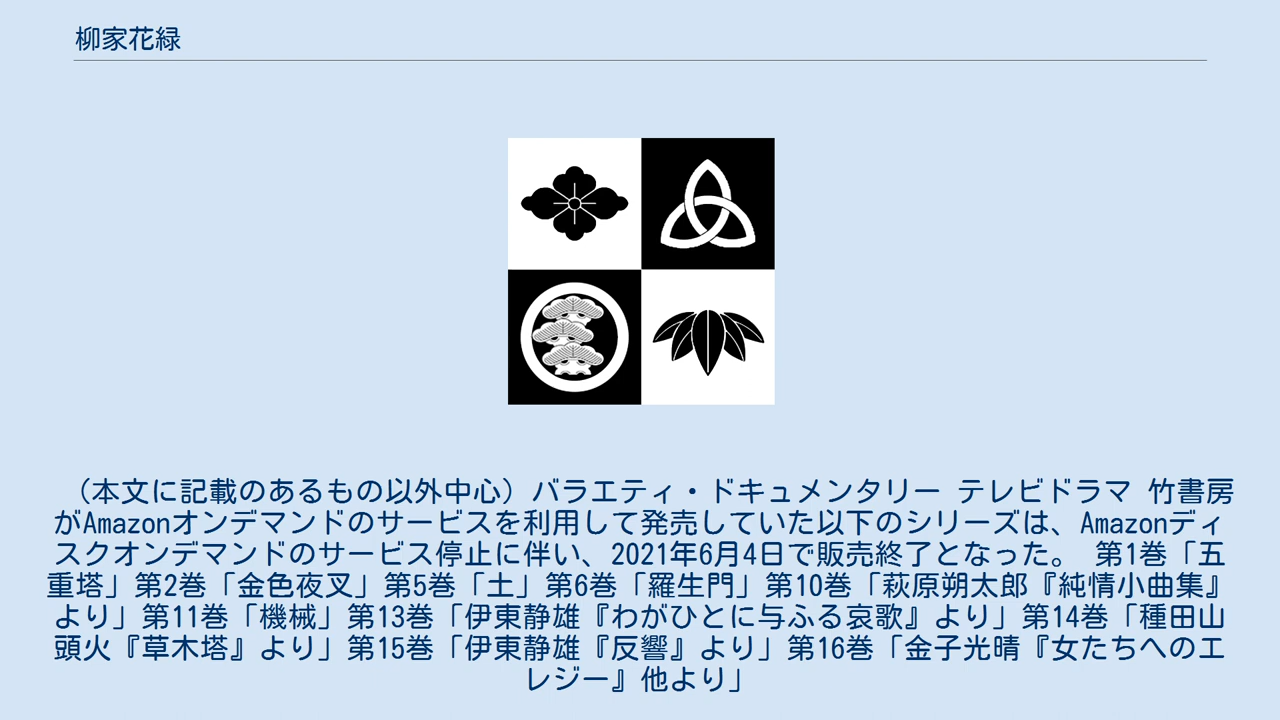 柳家花緑
（本文に記載のあるもの以外中心）バラエティ・ドキュメンタリー テレビドラマ 竹書房
がAmazonオンデマンドのサービスを利用して発売していた以下のシリーズは、Amazonディ
スクオンデマンドのサービス停止に伴い、2021年6月4日で販売終了となった。 第1巻「五
重塔」第2巻「金色夜叉」第5巻「土」第6巻「羅生門」第10巻「萩原朔太郎『純情小曲集』
より」第11巻「機械」第13巻「伊東静雄『わがひとに与ふる哀歌』より」第14巻「種田山
頭火『草木塔』より」第15巻「伊東静雄『反響』より」第16巻「金子光晴『女たちへのエ
レジー』他より」